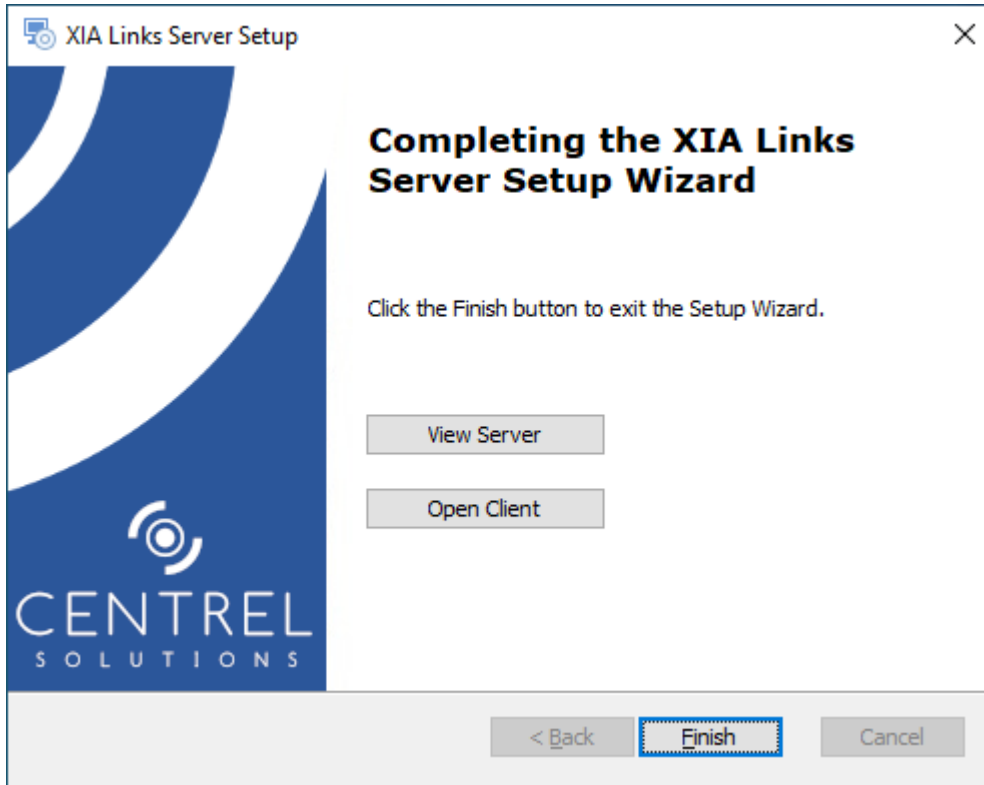 XIA Links Server Setup
Completing the XIA Links
Server Setup Wizard
Click the Finish button to exit the Setup Wizard.
View Server
Open Client
CENTREL
SOLUTIONS
< Back
Finish
Cancel